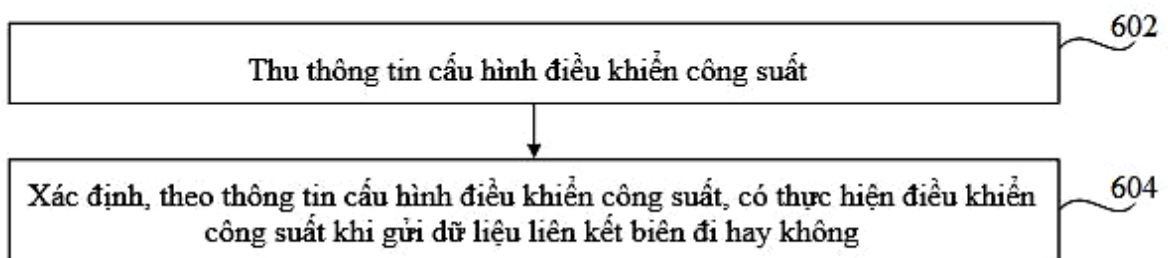 602
Thu thông tin cấu hình điều khiển công suất
604
Xác định, theo thông tin cấu hình điều khiển công suất, có thực hiện điều khiển
công suất khi gửi dữ liệu liên kết biên đi hay không